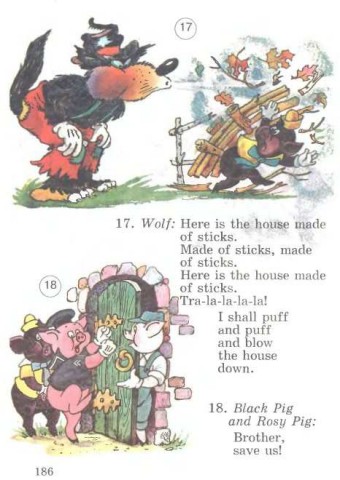 17
17. Wolf: Here is the house made
of sticks.
Made of sticks, made
of sticks.
Here is the house made
of sticks.
Tra-la-la-la-la!
I shall puff
and puff
and blow
the house
down.
18
18. Black Pig
and Rosy Pig:
Brother,
save us!
186